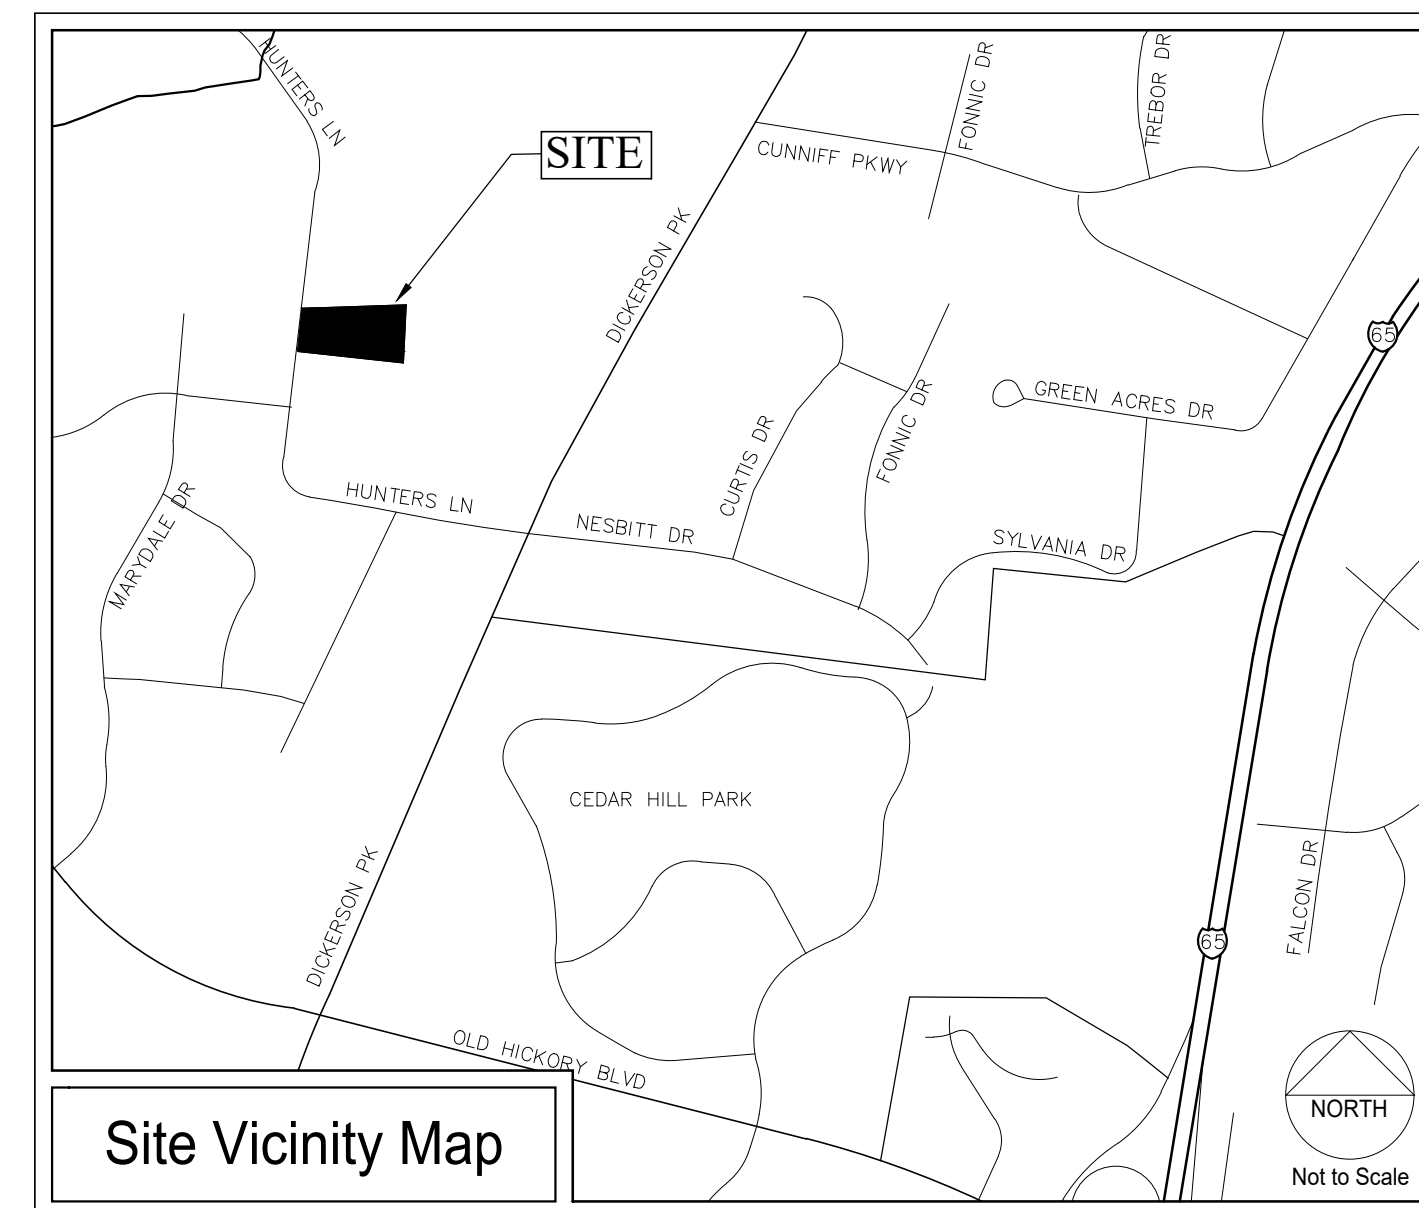 HUNTERS LN
SITE
FONNIC DR
TREBOR DR
CUNNIFF PKWY
DICKERSON PK
65
GREEN ACRES DR
CURTIS DR
FONNIC DR
MARYDALE DR
HUNTERS LN
NESBITT DR
SYLVANIA DR
CEDAR HILL PARK
DICKERSON PK
FALCON DR
65
OLD HICKORY BLVD
NORTH
Not to Scale
Site Vicinity Map